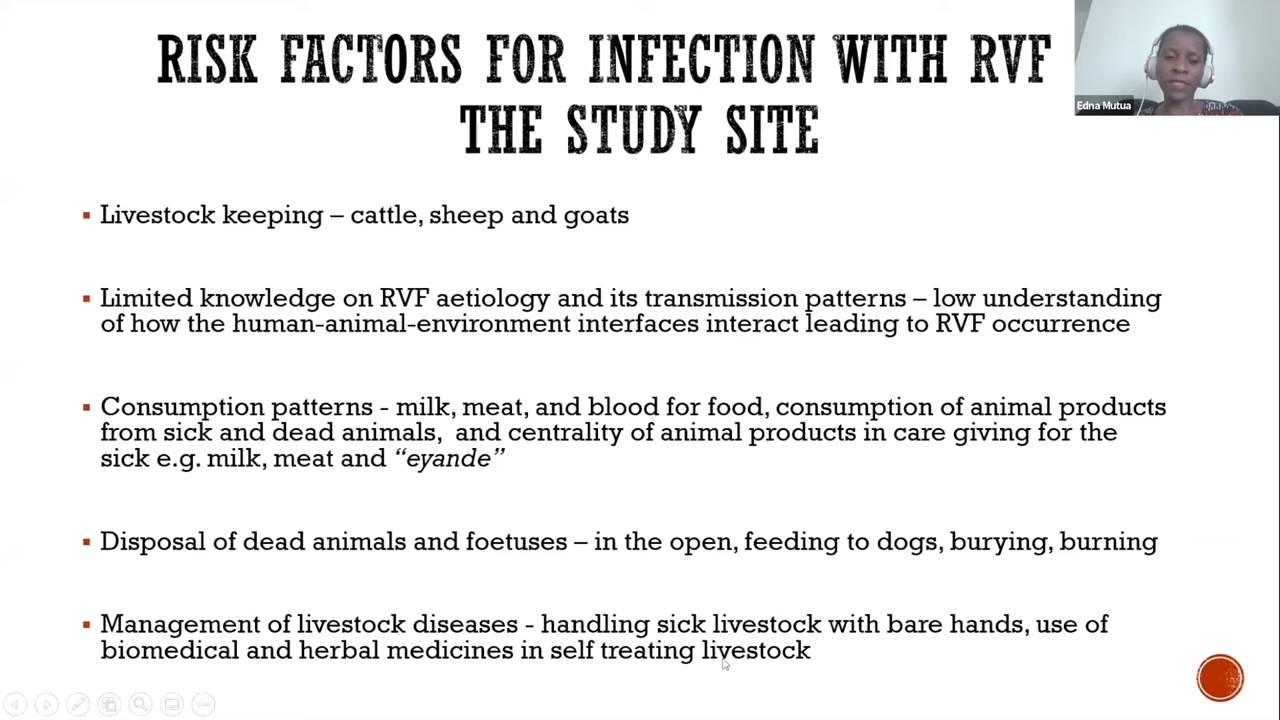 RISK FACTORS FOR INFECTION WITH RVF
THE STUDY SITE
Edna Mutua
▪ Livestock keeping – cattle, sheep and goats
▪ Limited knowledge on RVF aetiology and its transmission patterns – low understanding
of how the human-animal-environment interfaces interact leading to RVF occurrence
▪ Consumption patterns - milk, meat, and blood for food, consumption of animal products
from sick and dead animals, and centrality of animal products in care giving for the
sick e.g. milk, meat and “eyande”
▪ Disposal of dead animals and foetuses – in the open, feeding to dogs, burying, burning
▪ Management of livestock diseases - handling sick livestock with bare hands, use of
biomedical and herbal medicines in self treating livestock